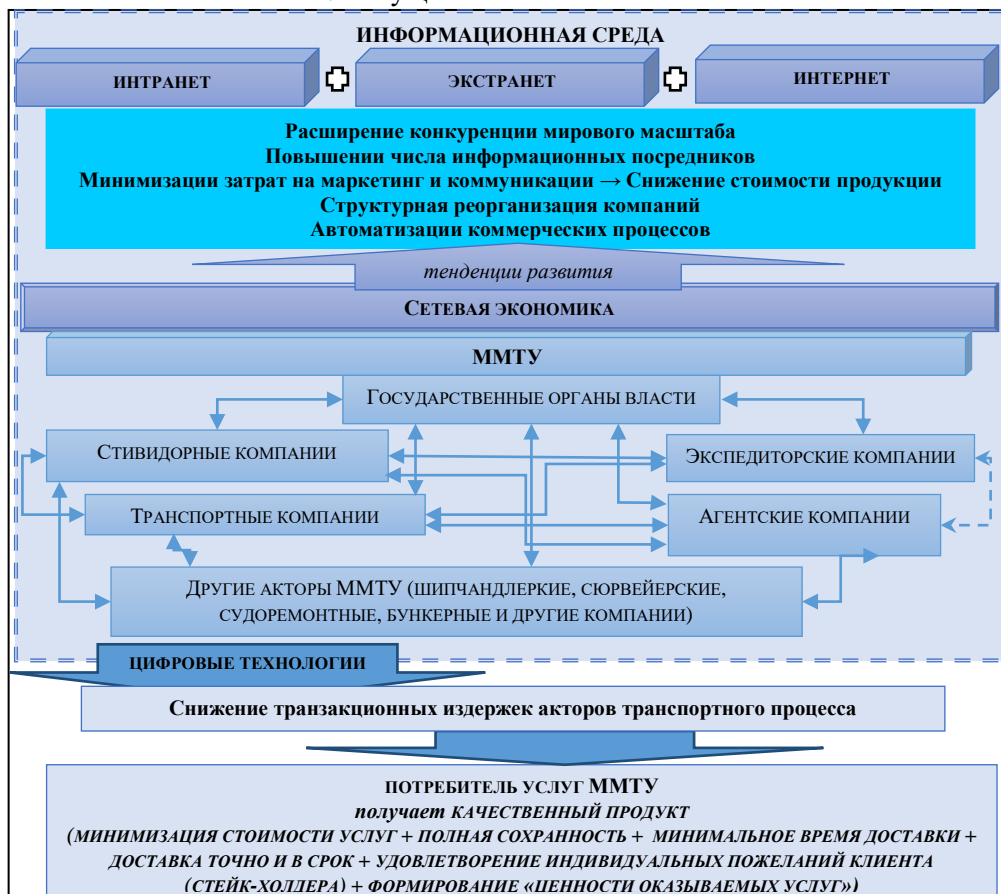 ИНФОРМАЦИОННАЯ СРЕДА
ИНТРАНЕТ
ЭКСТРАНЕТ
ИНТЕРНЕТ
Расширение конкуренции мирового масштаба
Повышении числа информационных посредников
Минимизации затрат на маркетинг и коммуникации → Снижение стоимости продукции
Структурная реорганизация компаний
Автоматизации коммерческих процессов
тенденции развития
СЕТЕВАЯ ЭКОНОМИКА
ММТУ
ГОСУДАРСТВЕННЫЕ ОРГАНЫ ВЛАСТИ
СТИВИДОРНЫЕ КОМПАНИИ
ЭКСПЕДИТОРСКИЕ КОМПАНИИ
ТРАНСПОРТНЫЕ КОМПАНИИ
АГЕНТСКИЕ КОМПАНИИ
ДРУГИЕ АКТОРЫ ММТУ (ШИПЧАНДЛЕРКИЕ, СЮРВЕЙЕРСКИЕ,
СУДОРЕМОНТНЫЕ, БУНКЕРНЫЕ И ДРУГИЕ КОМПАНИИ)
ЦИФРОВЫЕ ТЕХНОЛОГИИ
Снижение транзакционных издержек акторов транспортного процесса
ПОТРЕБИТЕЛЬ УСЛУГ ММТУ
получает КАЧЕСТВЕННЫЙ ПРОДУКТ
(МИНИМИЗАЦИЯ СТОИМОСТИ УСЛУГ + ПОЛНАЯ СОХРАННОСТЬ + МИНИМАЛЬНОЕ ВРЕМЯ ДОСТАВКИ +
ДОСТАВКА ТОЧНО И В СРОК + УДОВЛЕТВОРЕНИЕ ИНДИВИДУАЛЬНЫХ ПОЖЕЛАНИЙ КЛИЕНТА
(СТЕЙК-ХОЛДЕРА) + ФОРМИРОВАНИЕ «ЦЕННОСТИ ОКАЗЫВАЕМЫХ УСЛУГ»)